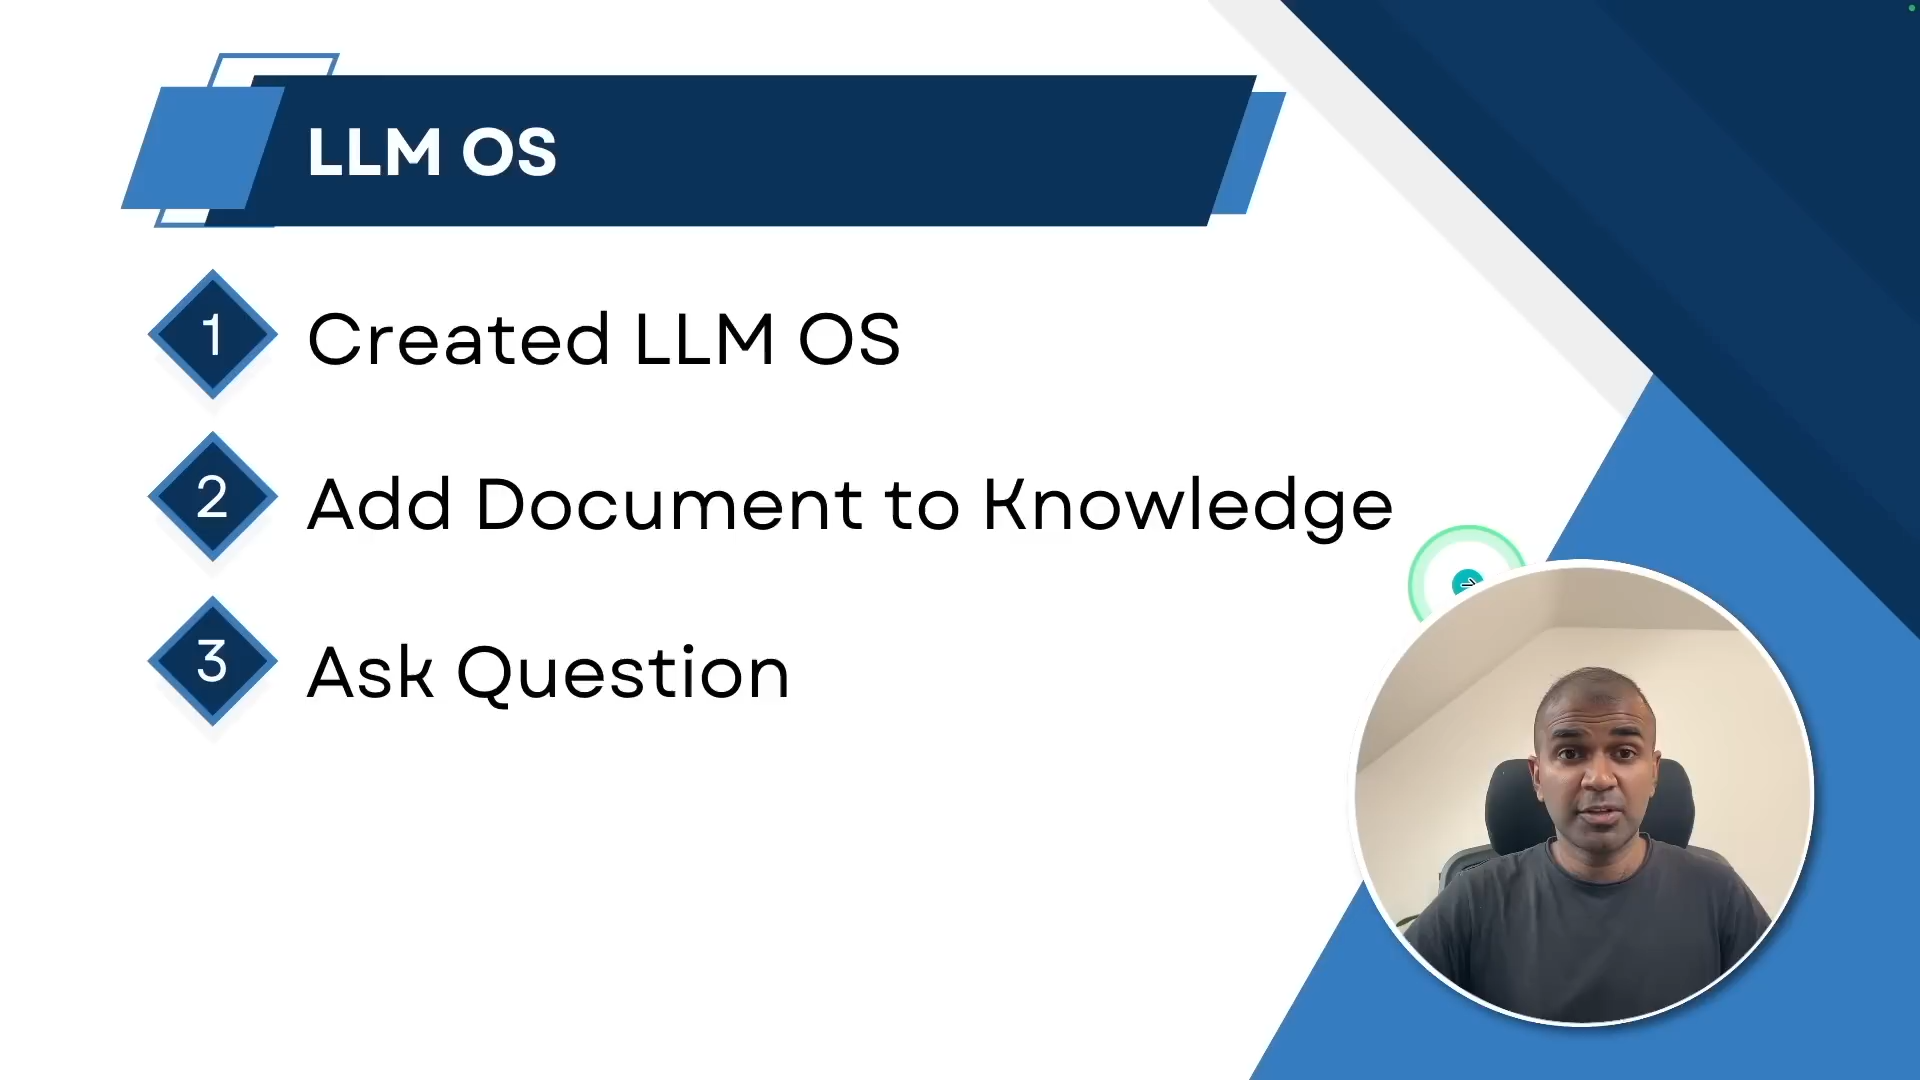 LLM OS
1 Created LLM OS
2 Add Document to Knowledge
3 Ask Question